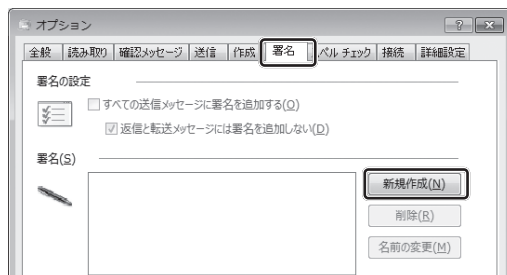 オプション
全般 読み取り 確認メッセージ 送信 作成 署名 ペル チェック 接続 詳細設定
署名の設定
すべての送信メッセージに署名を追加する(O)
返信と転送メッセージには署名を追加しない(D)
署名(S)
新規作成(N)
削除(R)
名前の変更(M)